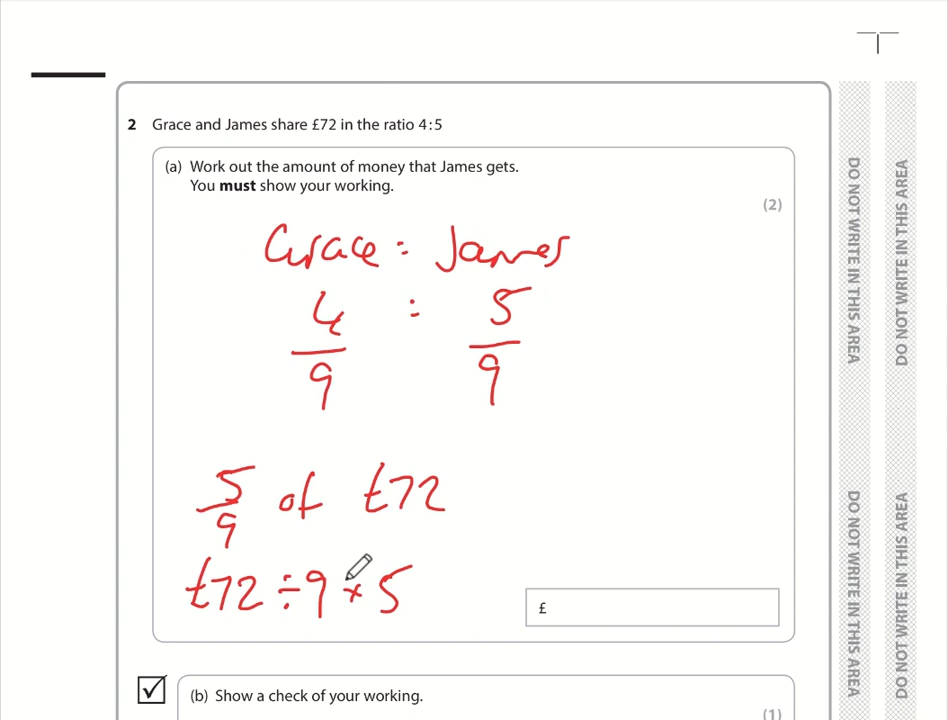 2 Grace and James share £72 in the ratio 4:5
(a) Work out the amount of money that James gets.
You must show your working.
(2)
Grace : James
4/9 : 5/9
5/9 of £72
£72 ÷ 9 × 5
£
(b) Show a check of your working.
(1)
DO NOT WRITE IN THIS AREA
DO NOT WRITE IN THIS AREA
DO NOT WRITE IN THIS AREA
DO NOT WRITE IN THIS AREA